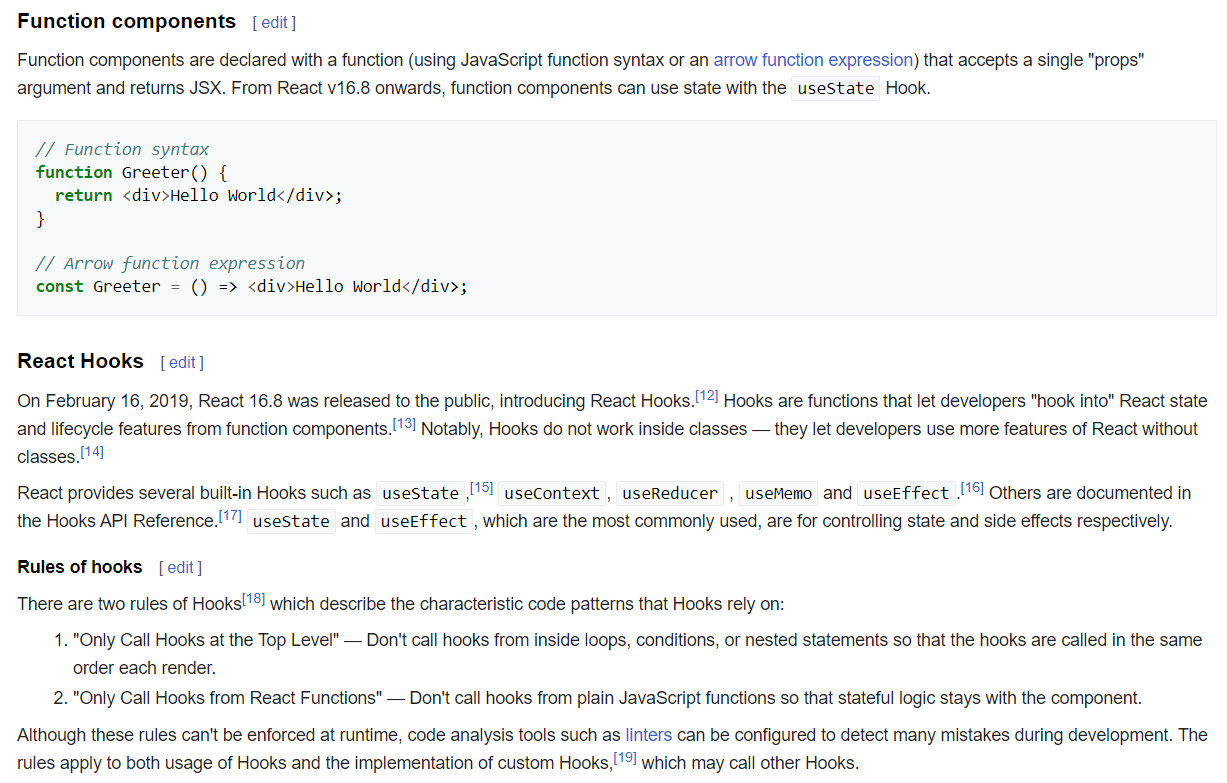 Function components [ edit ]
Function components are declared with a function (using JavaScript function syntax or an arrow function expression) that accepts a single "props"
argument and returns JSX. From React v16.8 onwards, function components can use state with the useState Hook.
// Function syntax
function Greeter() {
  return <div>Hello World</div>;
}
// Arrow function expression
const Greeter = () => <div>Hello World</div>;
React Hooks [ edit ]
On February 16, 2019, React 16.8 was released to the public, introducing React Hooks.[12] Hooks are functions that let developers "hook into" React state
and lifecycle features from function components.[13] Notably, Hooks do not work inside classes — they let developers use more features of React without
classes.[14]
React provides several built-in Hooks such as useState,[15] useContext, useReducer , useMemo and useEffect.[16] Others are documented in
the Hooks API Reference.[17] useState and useEffect, which are the most commonly used, are for controlling state and side effects respectively.
Rules of hooks [ edit ]
There are two rules of Hooks[18] which describe the characteristic code patterns that Hooks rely on:
1. "Only Call Hooks at the Top Level" — Don't call hooks from inside loops, conditions, or nested statements so that the hooks are called in the same
order each render.
2. "Only Call Hooks from React Functions" — Don't call hooks from plain JavaScript functions so that stateful logic stays with the component.
Although these rules can't be enforced at runtime, code analysis tools such as linters can be configured to detect many mistakes during development. The
rules apply to both usage of Hooks and the implementation of custom Hooks,[19] which may call other Hooks.